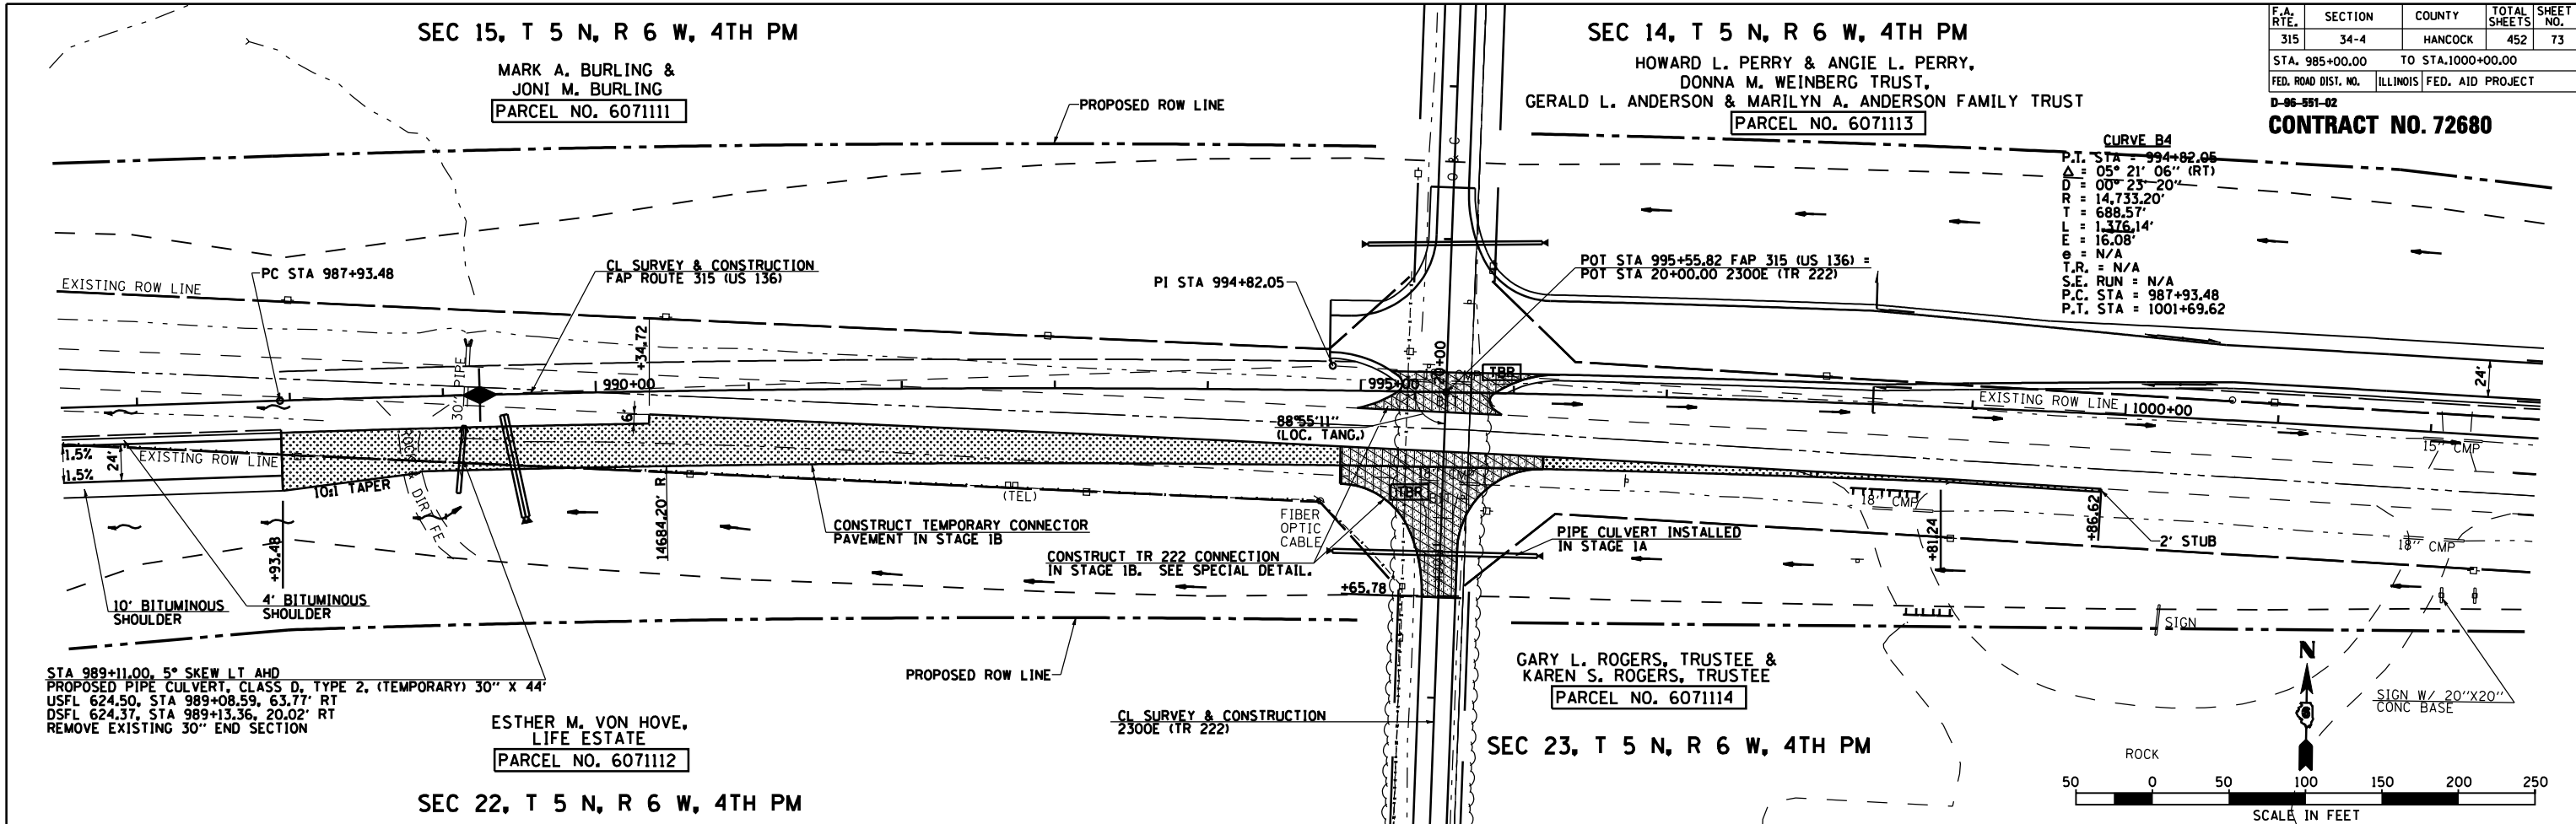 SEC 15, T 5 N, R 6 W, 4TH PM
MARK A. BURLING &
JONI M. BURLING
PARCEL NO. 6071111
SEC 14, T 5 N, R 6 W, 4TH PM
HOWARD L. PERRY & ANGIE L. PERRY,
DONNA M. WEINBERG TRUST,
GERALD L. ANDERSON & MARILYN A. ANDERSON FAMILY TRUST
PARCEL NO. 6071113
F.A. RTE. SECTION COUNTY TOTAL SHEETS SHEET NO.
315 34-4 HANCOCK 452 73
STA. 985+00.00 TO STA.1000+00.00
FED. ROAD DIST. NO. ILLINOIS FED. AID PROJECT
D-96-551-02
CONTRACT NO. 72680
CURVE B4
P.I. STA = 994+82.05
Δ = 05° 21' 06" (RT)
D = 00° 23' 20"
R = 14,733.20'
T = 688.57'
L = 1,376.14'
E = 16.08'
e = N/A
T.R. = N/A
S.E. RUN = N/A
P.C. STA = 987+93.48
P.T. STA = 1001+69.62
PROPOSED ROW LINE
PC STA 987+93.48
CL SURVEY & CONSTRUCTION
FAP ROUTE 315 (US 136)
PI STA 994+82.05
POT STA 995+55.82 FAP 315 (US 136) =
POT STA 20+00.00 2300E (TR 222)
EXISTING ROW LINE
+34.72
30" PIPE
990+00
6'
995+00
20+00
TBR
88°55'11"
(LOC. TANG.)
EXISTING ROW LINE
1000+00
24'
15" CMP
1.5%
1.5%
24'
EXISTING ROW LINE
10:1 TAPER
(TEL)
14684.20' R
TBR
FIBER
OPTIC
CABLE
CONSTRUCT TEMPORARY CONNECTOR
PAVEMENT IN STAGE 1B
CONSTRUCT TR 222 CONNECTION
IN STAGE 1B. SEE SPECIAL DETAIL.
PIPE CULVERT INSTALLED
IN STAGE 1A
18" CMP
+81.24
+86.62
2' STUB
18" CMP
+93.48
+65.78
10' BITUMINOUS
SHOULDER
4' BITUMINOUS
SHOULDER
SIGN
STA 989+11.00, 5° SKEW LT AHD
PROPOSED PIPE CULVERT, CLASS D, TYPE 2, (TEMPORARY) 30" X 44'
USFL 624.50, STA 989+08.59, 63.77' RT
DSFL 624.37, STA 989+13.36, 20.02' RT
REMOVE EXISTING 30" END SECTION
PROPOSED ROW LINE
GARY L. ROGERS, TRUSTEE &
KAREN S. ROGERS, TRUSTEE
PARCEL NO. 6071114
CL SURVEY & CONSTRUCTION
2300E (TR 222)
ESTHER M. VON HOVE,
LIFE ESTATE
PARCEL NO. 6071112
SEC 22, T 5 N, R 6 W, 4TH PM
SEC 23, T 5 N, R 6 W, 4TH PM
N
SIGN W/ 20"X20"
CONC BASE
ROCK
50 0 50 100 150 200 250
SCALE IN FEET